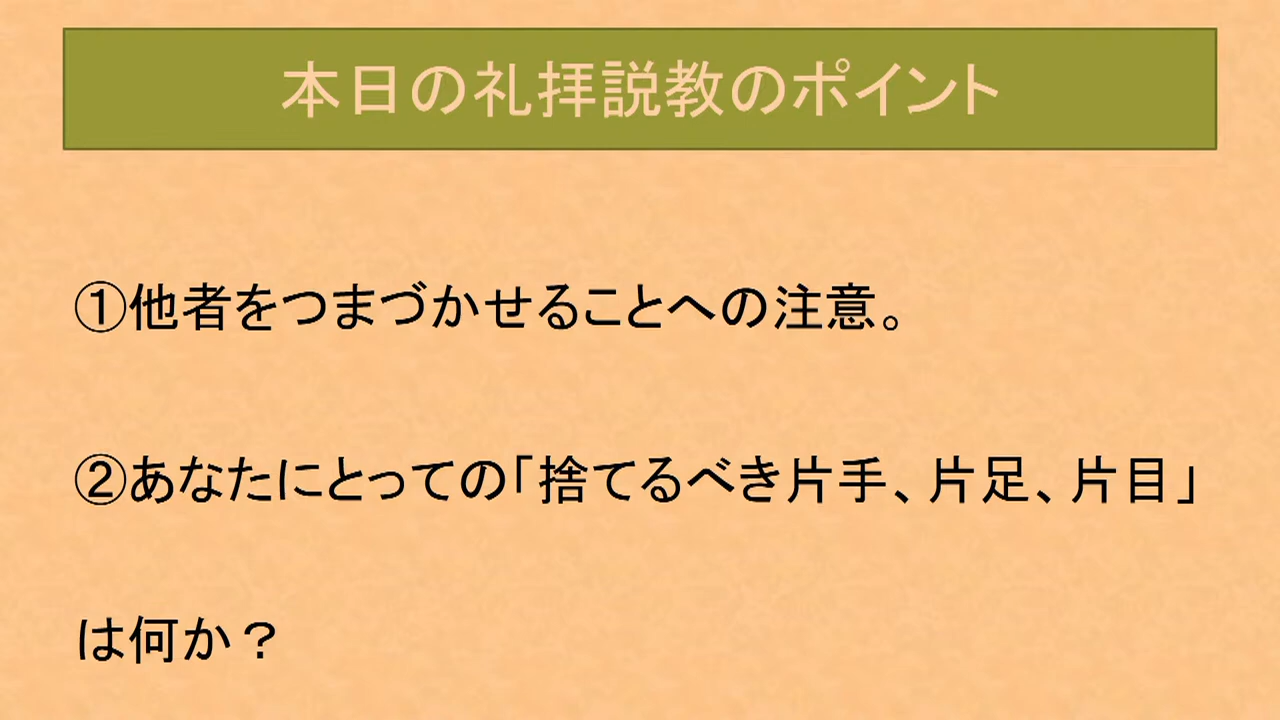 本日の礼拝説教のポイント
①他者をつまづかせることへの注意。
②あなたにとっての「捨てるべき片手、片足、片目」
は何か？